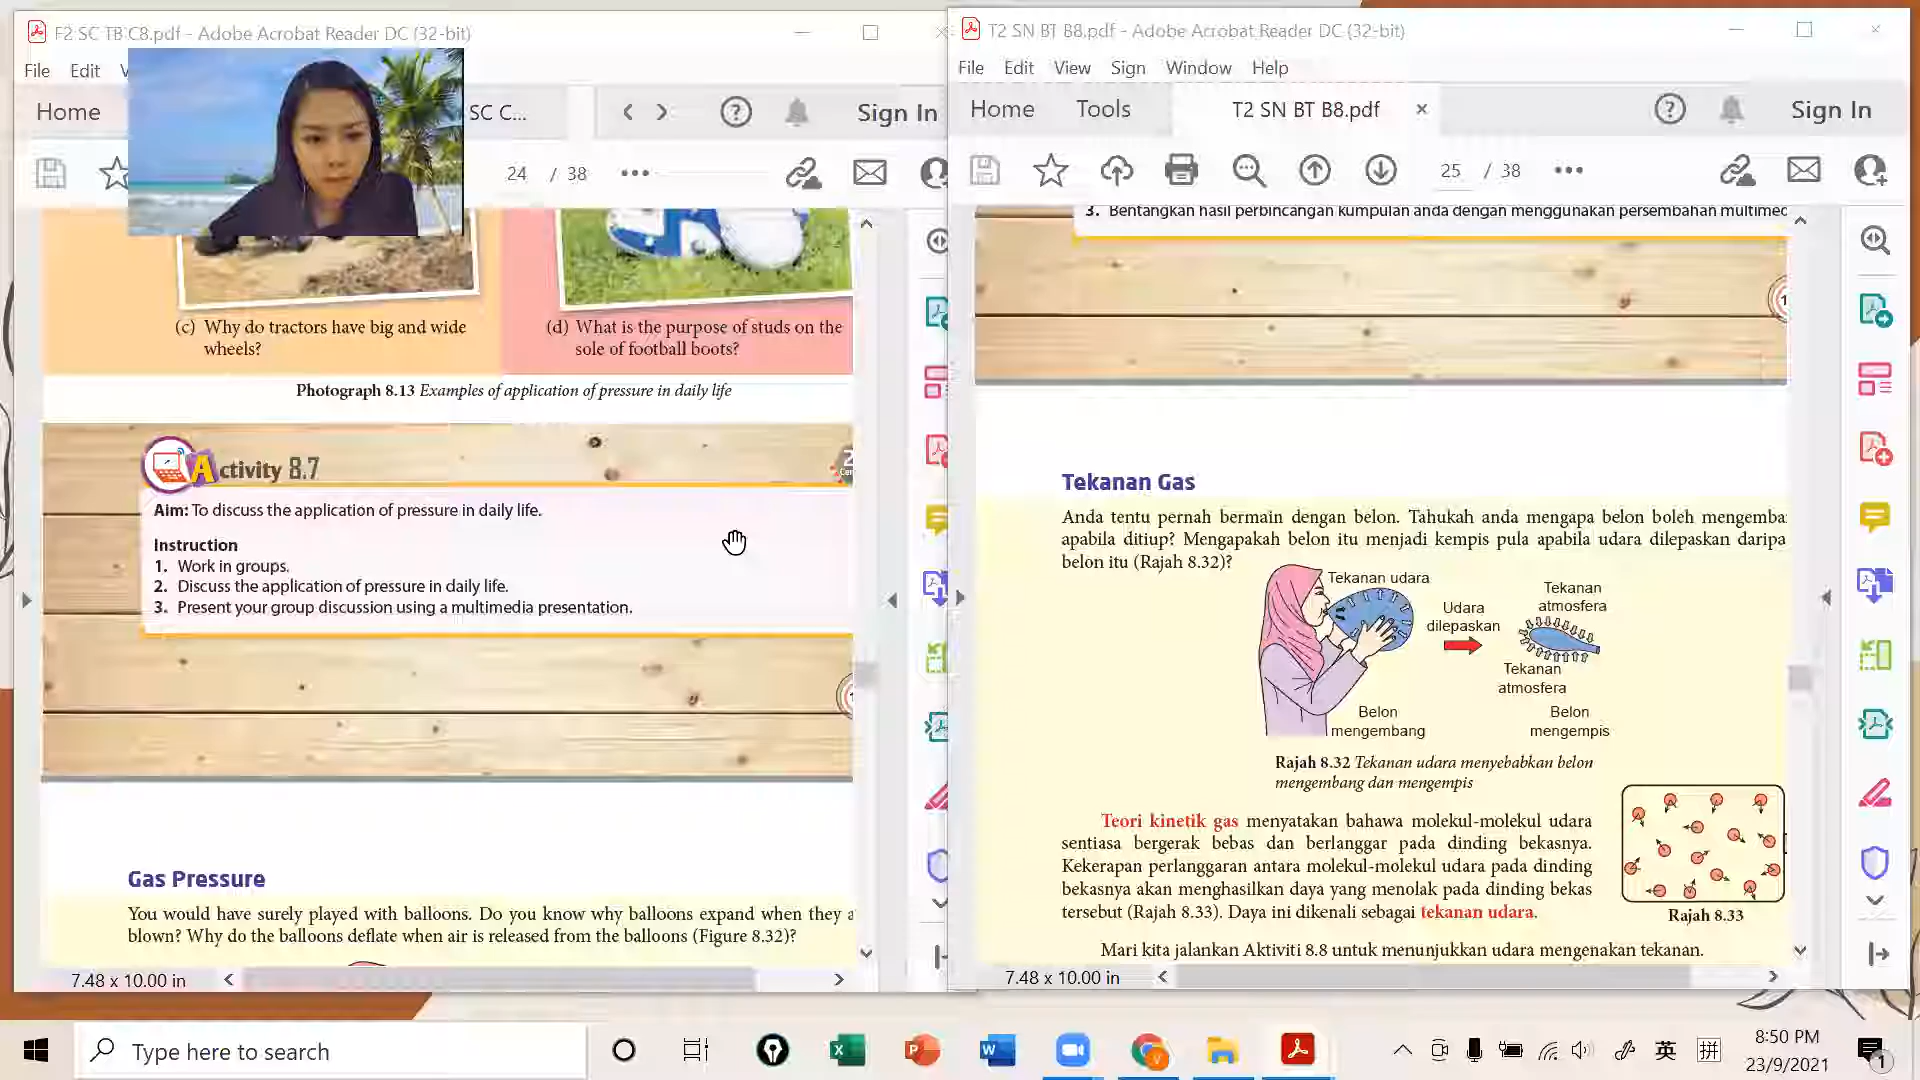 F2 SC TB C8.pdf - Adobe Acrobat Reader DC (32-bit)
File Edit V
Home SC C... Sign In
24 / 38
(c) Why do tractors have big and wide
wheels?
(d) What is the purpose of studs on the
sole of football boots?
Photograph 8.13 Examples of application of pressure in daily life
Activity 8.7
Aim: To discuss the application of pressure in daily life.
Instruction
1. Work in groups.
2. Discuss the application of pressure in daily life.
3. Present your group discussion using a multimedia presentation.
Gas Pressure
You would have surely played with balloons. Do you know why balloons expand when they a
blown? Why do the balloons deflate when air is released from the balloons (Figure 8.32)?
7.48 x 10.00 in
T2 SN BT B8.pdf - Adobe Acrobat Reader DC (32-bit)
File Edit View Sign Window Help
Home Tools T2 SN BT B8.pdf × Sign In
25 / 38
3. Bentangkan hasil perbincangan kumpulan anda dengan menggunakan persembahan multimed
Tekanan Gas
Anda tentu pernah bermain dengan belon. Tahukah anda mengapa belon boleh mengemba
apabila ditiup? Mengapakah belon itu menjadi kempis pula apabila udara dilepaskan daripa
belon itu (Rajah 8.32)?
Tekanan udara
Udara
dilepaskan
Tekanan
atmosfera
Tekanan
atmosfera
Belon
mengembang
Belon
mengempis
Rajah 8.32 Tekanan udara menyebabkan belon
mengembang dan mengempis
Teori kinetik gas menyatakan bahawa molekul-molekul udara
sentiasa bergerak bebas dan berlanggar pada dinding bekasnya.
Kekerapan perlanggaran antara molekul-molekul udara pada dinding
bekasnya akan menghasilkan daya yang menolak pada dinding bekas
tersebut (Rajah 8.33). Daya ini dikenali sebagai tekanan udara.
Rajah 8.33
Mari kita jalankan Aktiviti 8.8 untuk menunjukkan udara mengenakan tekanan.
7.48 x 10.00 in
Type here to search
英 拼
8:50 PM
23/9/2021
1